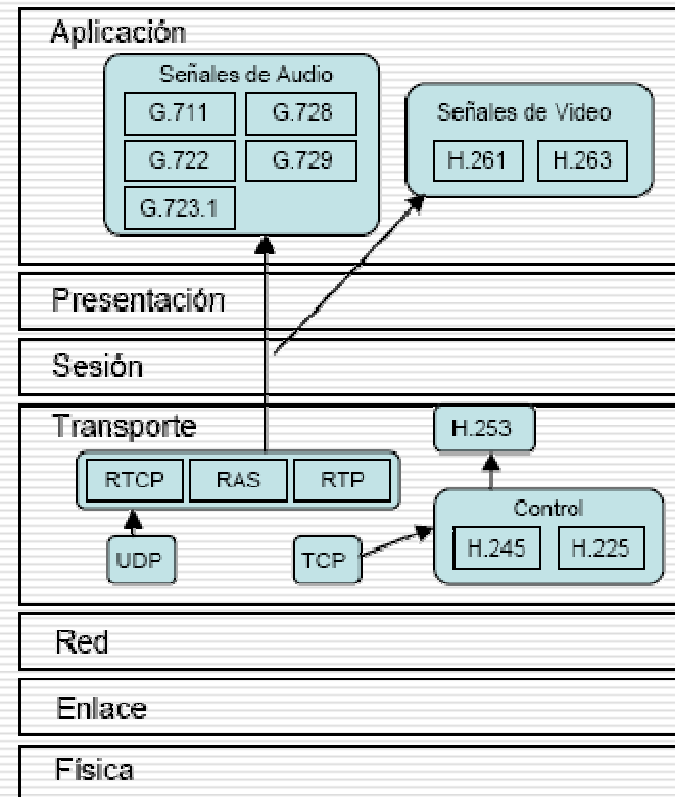 Aplicación
Señales de Audio
G.711 G.728
G.722 G.729
G.723.1
Señales de Video
H.261 H.263
Presentación
Sesión
Transporte
H.253
RTCP RAS RTP
Control
H.245 H.225
UDP
TCP
Red
Enlace
Física